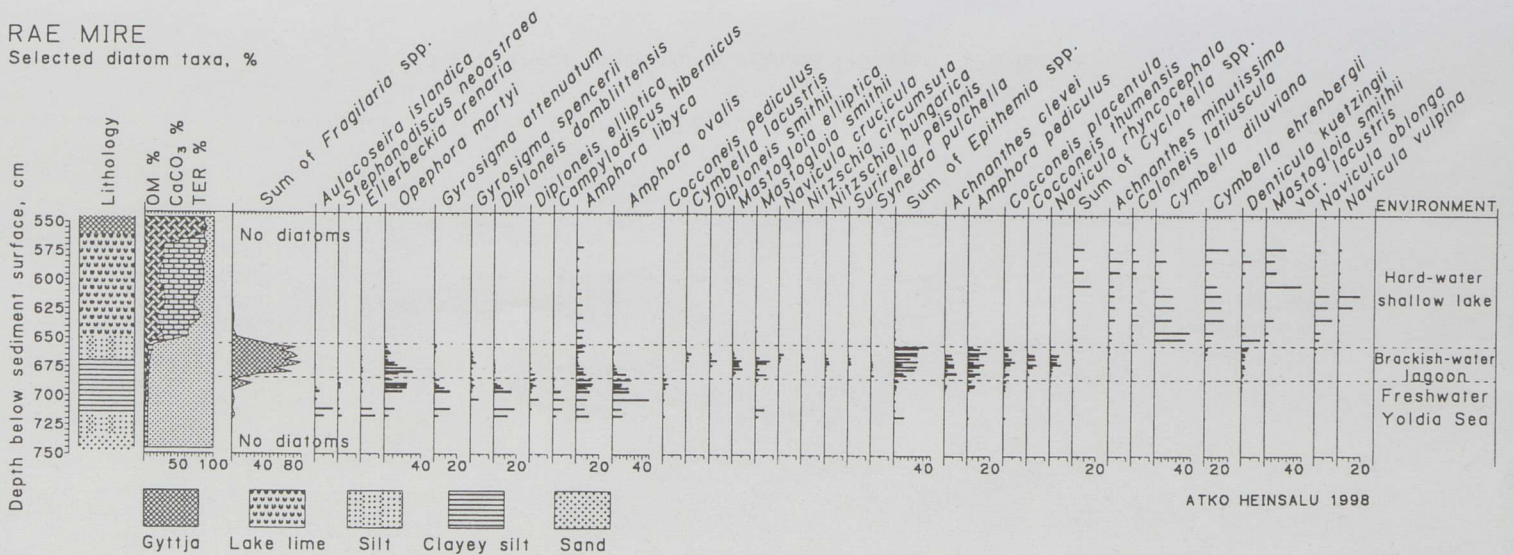 RAE MIRE
Selected diatom taxa, %
Depth below sediment surface, cm
Lithology
OM %
CaCO₃ %
TER %
Sum of Fragilaria spp.
Aulacoseira islandica
Stephanodiscus neoastraea
Ellerbeckia arenaria
Opephora martyi
Gyrosigma attenuatum
Gyrosigma spencerii
Diploneis domblittensis
Diploneis elliptica
Campylodiscus hibernicus
Amphora libyca
Amphora ovalis
Cocconeis pediculus
Cymbella lacustris
Diploneis smithii
Mastogloia elliptica
Mastogloia smithii
Navicula crucicula
Nitzschia circumsuta
Nitzschia hungarica
Surirella peisonis
Synedra pulchella
Sum of Epithemia spp.
Achnanthes clevei
Amphora pediculus
Cocconeis placentula
Cocconeis thumensis
Navicula rhyncocephala
Sum of Cyclotella spp.
Achnanthes minutissima
Caloneis latiuscula
Cymbella diluviana
Cymbella ehrenbergii
Denticula kuetzingii
Mastogloia smithii
var. lacustris
Navicula oblonga
Navicula vulpina
ENVIRONMENT
550
575
600
625
650
675
700
725
750
No diatoms
No diatoms
Hard-water
shallow lake
Brackish-water
lagoon
Freshwater
Yoldia Sea
50 100 40 80 40 20 20 20 40 40 20 20 40 20 40 20
ATKO HEINSALU 1998
Gyttja Lake lime Silt Clayey silt Sand